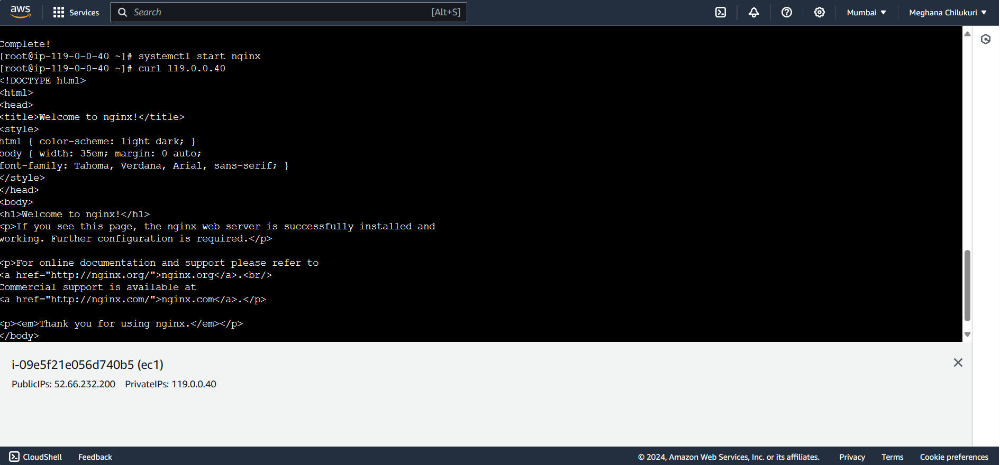 aws Services Search [Alt+S] Mumbai ▼ Meghana Chilukuri ▼
Complete!
[root@ip-119-0-0-40 ~]# systemctl start nginx
[root@ip-119-0-0-40 ~]# curl 119.0.0.40
<!DOCTYPE html>
<html>
<head>
<title>Welcome to nginx!</title>
<style>
html { color-scheme: light dark; }
body { width: 35em; margin: 0 auto;
font-family: Tahoma, Verdana, Arial, sans-serif; }
</style>
</head>
<body>
<h1>Welcome to nginx!</h1>
<p>If you see this page, the nginx web server is successfully installed and
working. Further configuration is required.</p>
<p>For online documentation and support please refer to
<a href="http://nginx.org/">nginx.org</a>.<br/>
Commercial support is available at
<a href="http://nginx.com/">nginx.com</a>.</p>
<p><em>Thank you for using nginx.</em></p>
</body>
i-09e5f21e056d740b5 (ec1)
PublicIPs: 52.66.232.200 PrivateIPs: 119.0.0.40
CloudShell Feedback © 2024, Amazon Web Services, Inc. or its affiliates. Privacy Terms Cookie preferences